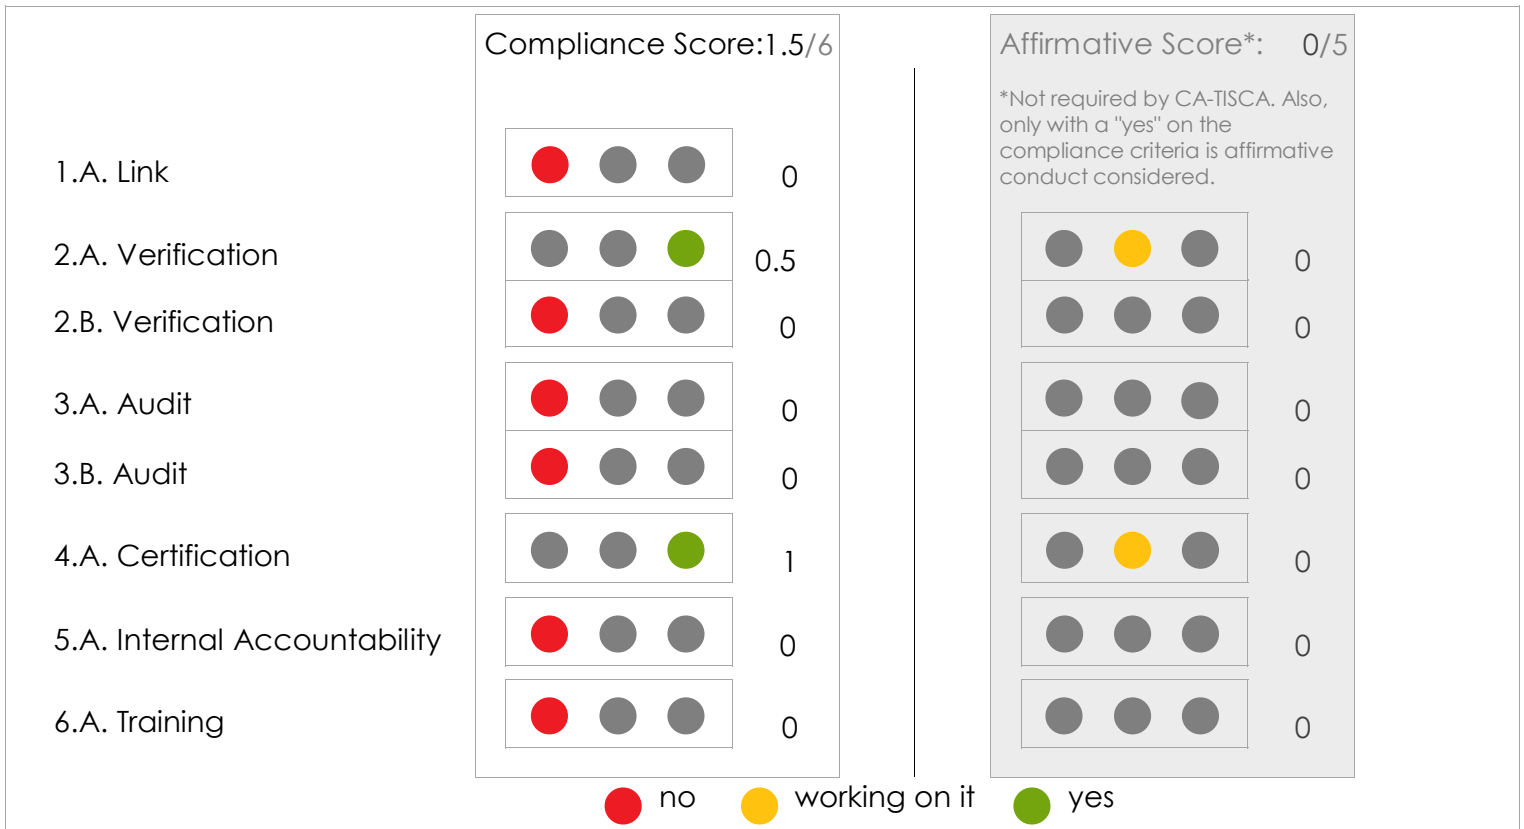 Compliance Score:1.5/6
Affirmative Score*: 0/5
*Not required by CA-TISCA. Also,
only with a "yes" on the
compliance criteria is affirmative
conduct considered.
1.A. Link 0
2.A. Verification 0.5 0
2.B. Verification 0 0
3.A. Audit 0 0
3.B. Audit 0 0
4.A. Certification 1 0
5.A. Internal Accountability 0 0
6.A. Training 0 0
no working on it yes